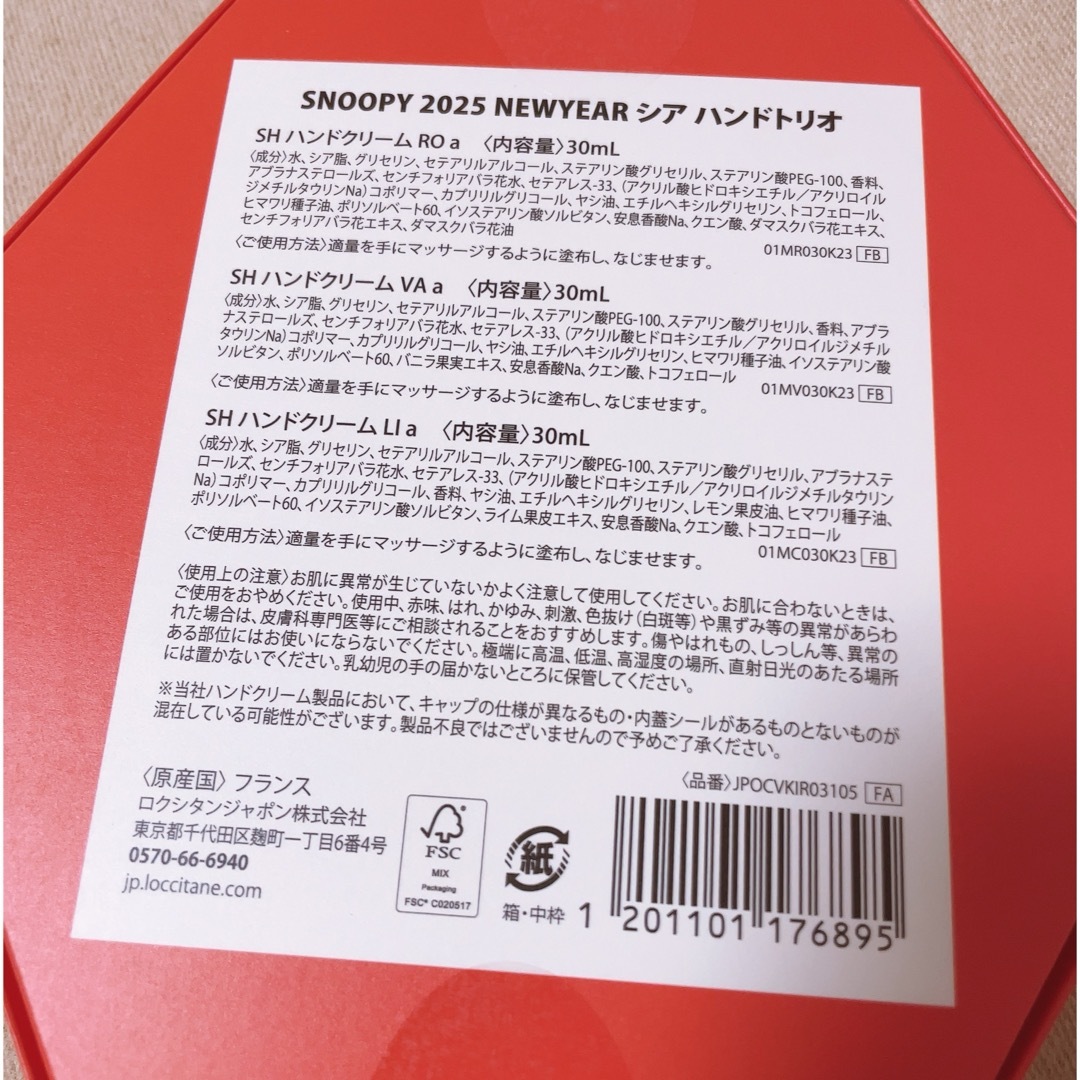 SNOOPY 2025 NEWYEAR シア ハンドトリオ
SH ハンドクリーム RO a 〈内容量〉30mL
〈成分〉水、シア脂、グリセリン、セテアリルアルコール、ステアリン酸グリセリル、ステアリン酸PEG-100、香料、
アブラナステロールズ、センチフォリアバラ花水、セテアレス-33、(アクリル酸ヒドロキシエチル/アクリロイル
ジメチルタウリンNa)コポリマー、カプリリルグリコール、ヤシ油、エチルヘキシルグリセリン、トコフェロール、
ヒマワリ種子油、ポリソルベート60、イソステアリン酸ソルビタン、安息香酸Na、クエン酸、ダマスクバラ花エキス、
センチフォリアバラ花エキス、ダマスクバラ花油
〈ご使用方法〉適量を手にマッサージするように塗布し、なじませます。 01MR030K23 FB
SH ハンドクリーム VA a 〈内容量〉30mL
〈成分〉水、シア脂、グリセリン、セテアリルアルコール、ステアリン酸PEG-100、ステアリン酸グリセリル、香料、アブラ
ナステロールズ、センチフォリアバラ花水、セテアレス-33、(アクリル酸ヒドロキシエチル/アクリロイルジメチル
タウリンNa)コポリマー、カプリリルグリコール、ヤシ油、エチルヘキシルグリセリン、ヒマワリ種子油、イソステアリン酸
ソルビタン、ポリソルベート60、バニラ果実エキス、安息香酸Na、クエン酸、トコフェロール
〈ご使用方法〉適量を手にマッサージするように塗布し、なじませます。 01MV030K23 FB
SH ハンドクリーム LI a 〈内容量〉30mL
〈成分〉水、シア脂、グリセリン、セテアリルアルコール、ステアリン酸PEG-100、ステアリン酸グリセリル、アブラナステ
ロールズ、センチフォリアバラ花水、セテアレス-33、(アクリル酸ヒドロキシエチル/アクリロイルジメチルタウリン
Na)コポリマー、カプリリルグリコール、香料、ヤシ油、エチルヘキシルグリセリン、レモン果皮油、ヒマワリ種子油、
ポリソルベート60、イソステアリン酸ソルビタン、ライム果皮エキス、安息香酸Na、クエン酸、トコフェロール
〈ご使用方法〉適量を手にマッサージするように塗布し、なじませます。 01MC030K23 FB
〈使用上の注意〉お肌に異常が生じていないかよく注意して使用してください。お肌に合わないときは、
ご使用をおやめください。使用中、赤味、はれ、かゆみ、刺激、色抜け(白斑等)や黒ずみ等の異常があらわ
れた場合は、皮膚科専門医等にご相談されることをおすすめします。傷やはれもの、しっしん等、異常の
ある部位にはお使いにならないでください。極端に高温、低温、高湿度の場所、直射日光のあたる場所
には置かないでください。乳幼児の手の届かないところに保管してください。
※当社ハンドクリーム製品において、キャップの仕様が異なるもの・内蓋シールがあるものとないものが
混在している可能性がございます。製品不良ではございませんので予めご了承ください。
〈原産国〉 フランス
ロクシタンジャポン株式会社
東京都千代田区麹町一丁目6番4号
0570-66-6940
jp.loccitane.com
FSC
MIX
Packaging
FSC® C020517
紙
箱・中枠
〈品番〉JPOCVKIR03105 FA
1 201101 176895